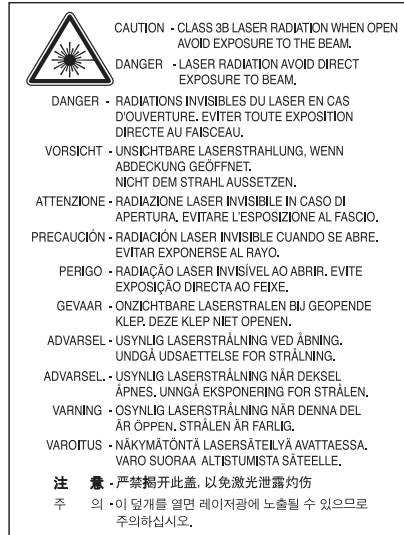 CAUTION - CLASS 3B LASER RADIATION WHEN OPEN
AVOID EXPOSURE TO THE BEAM.
DANGER - LASER RADIATION AVOID DIRECT
EXPOSURE TO BEAM.
DANGER - RADIATIONS INVISIBLES DU LASER EN CAS
D'OUVERTURE. EVITER TOUTE EXPOSITION
DIRECTE AU FAISCEAU.
VORSICHT - UNSICHTBARE LASERSTRAHLUNG, WENN
ABDECKUNG GEÖFFNET.
NICHT DEM STRAHL AUSSETZEN.
ATTENZIONE - RADIAZIONE LASER INVISIBILE IN CASO DI
APERTURA. EVITARE L'ESPOSIZIONE AL FASCIO.
PRECAUCIÓN - RADIACIÓN LASER INVISIBLE CUANDO SE ABRE.
EVITAR EXPONERSE AL RAYO.
PERIGO - RADIAÇÃO LASER INVISÍVEL AO ABRIR. EVITE
EXPOSIÇÃO DIRECTA AO FEIXE.
GEVAAR - ONZICHTBARE LASERSTRALEN BIJ GEOPENDE
KLEP. DEZE KLEP NIET OPENEN.
ADVARSEL - USYNLIG LASERSTRÅLNING VED ÅBNING.
UNDGÅ UDSAETTELSE FOR STRÅLNING.
ADVARSEL. - USYNLIG LASERSTRÅLNING NÅR DEKSEL
ÅPNES. UNNGÅ EKSPONERING FOR STRÅLEN.
VARNING - OSYNLIG LASERSTRÅLNING NÄR DENNA DEL
ÄR ÖPPEN. STRÅLEN ÄR FARLIG.
VAROITUS - NÄKYMÄTÖNTÄ LASERSÄTEILYÄ AVATTAESSA.
VARO SUORAA ALTISTUMISTA SÄTEELLE.
注 意 - 严禁揭开此盖, 以免激光泄露灼伤
주 의 - 이 덮개를 열면 레이저광에 노출될 수 있으므로
주의하십시오.